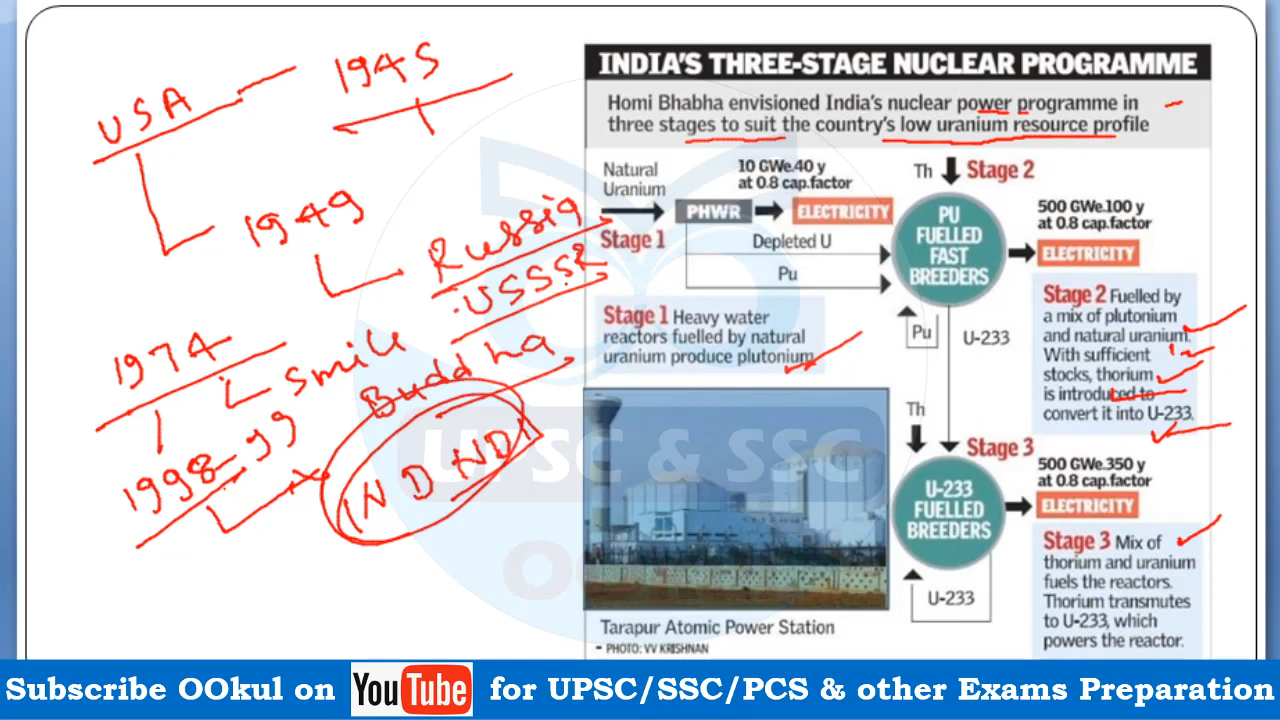 USA
1945
1949
Russia
USSSR
1974
Smile
Buddha
1998-99
IND
INDIA'S THREE-STAGE NUCLEAR PROGRAMME
Homi Bhabha envisioned India's nuclear power programme in
three stages to suit the country's low uranium resource profile
Natural
Uranium
PHWR
10 GWe.40 y
at 0.8 cap.factor
ELECTRICITY
Stage 1
Depleted U
Pu
Th
Stage 2
PU
FUELLED
FAST
BREEDERS
500 GWe.100 y
at 0.8 cap.factor
ELECTRICITY
Stage 1 Heavy water
reactors fuelled by natural
uranium produce plutonium
Pu
U-233
Stage 2 Fuelled by
a mix of plutonium
and natural uranium.
With sufficient
stocks, thorium
is introduced to
convert it into U-233.
Th
Stage 3
U-233
FUELLED
BREEDERS
500 GWe.350 y
at 0.8 cap.factor
ELECTRICITY
U-233
Stage 3 Mix of
thorium and uranium
fuels the reactors.
Thorium transmutes
to U-233, which
powers the reactor.
Tarapur Atomic Power Station
- PHOTO: VV KRISHNAN
UPSC & SSC
Subscribe OOkul on YouTube for UPSC/SSC/PCS & other Exams Preparation